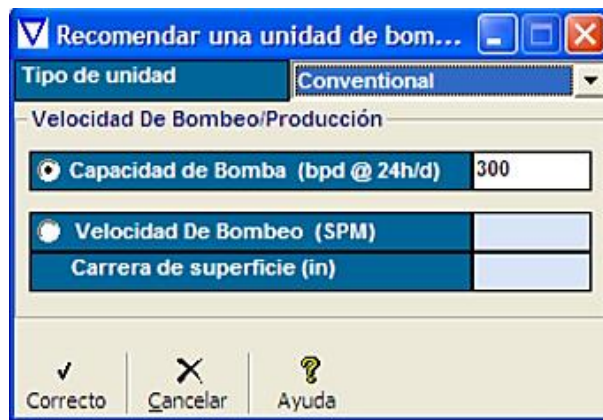 Recomendar una unidad de bom...
Tipo de unidad Conventional
Velocidad De Bombeo/Producción
Capacidad de Bomba (bpd @ 24h/d) 300
Velocidad De Bombeo (SPM)
Carrera de superficie (in)
Correcto Cancelar Ayuda